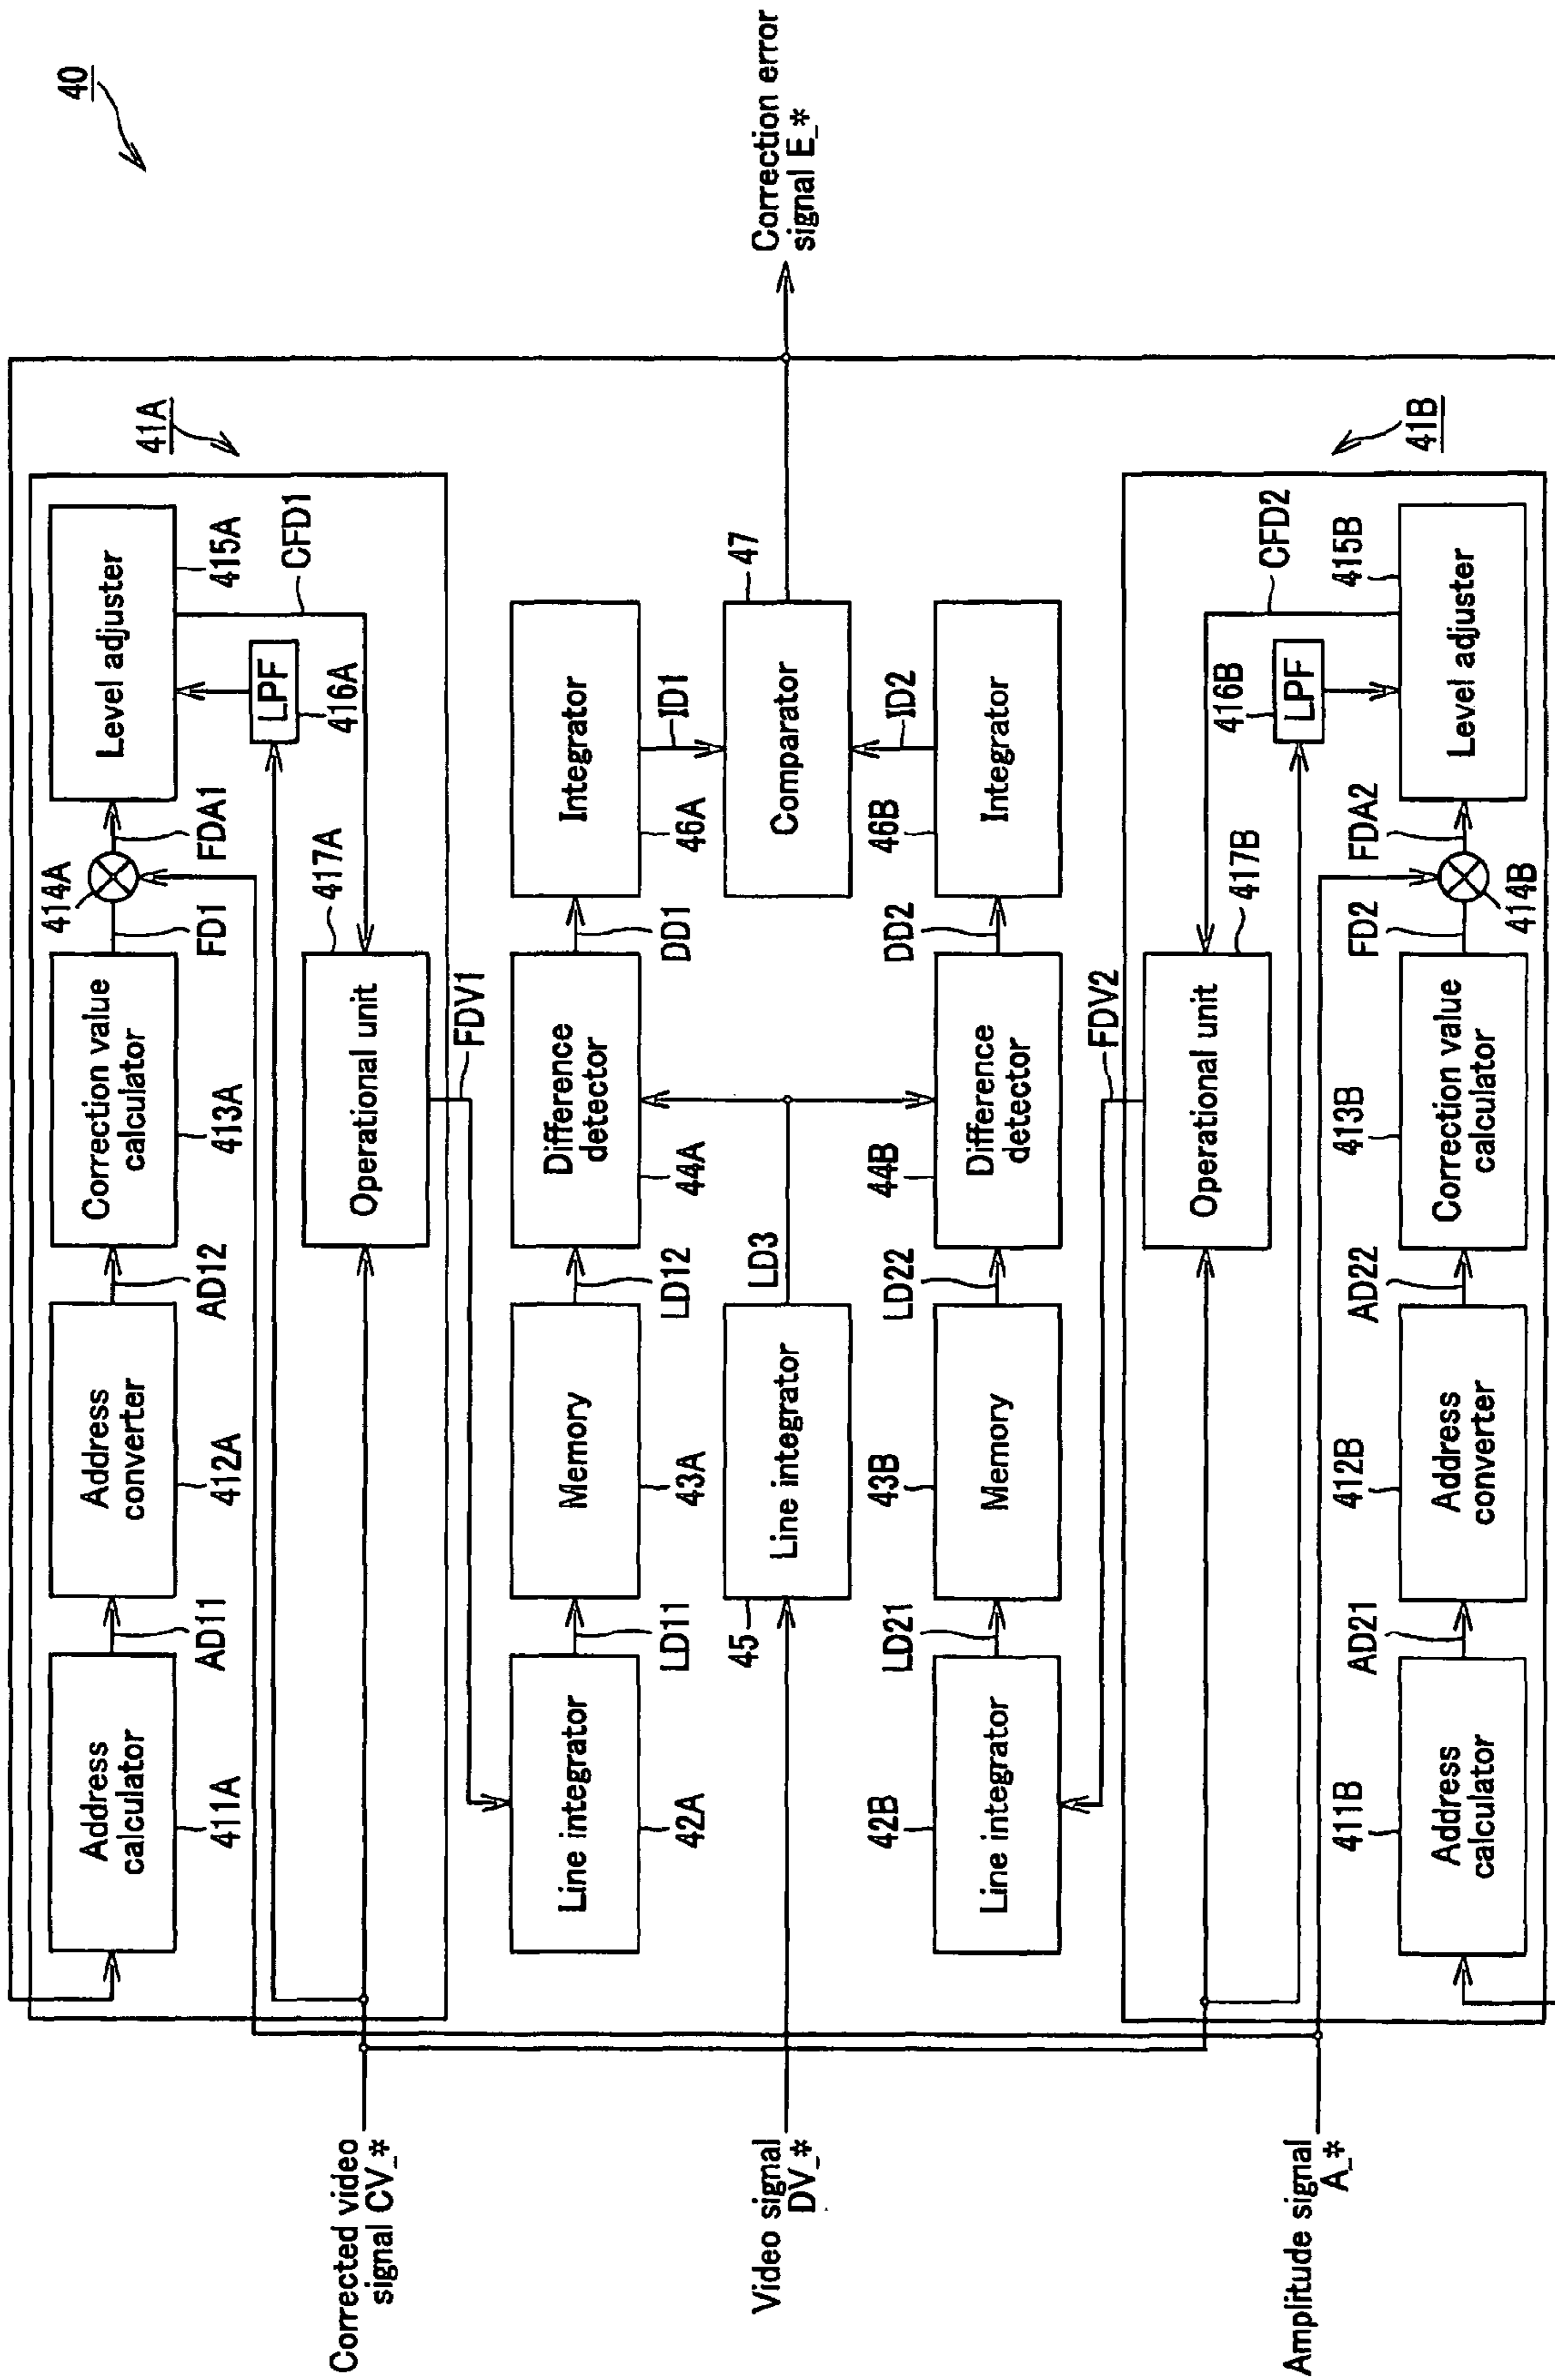 40
41A
Address
calculator
411A
AD11
Address
converter
412A
AD12
Correction value
calculator
413A
FD1
414A
FDA1
Level adjuster
415A
CFD1
LPF
416A
Operational unit
417A
FDV1
Corrected video
signal CV_*
Line integrator
42A
LD11
Memory
43A
LD12
Difference
detector
44A
DD1
Integrator
46A
ID1
Video signal
DV_*
45
Line integrator
LD3
Comparator
47
Correction error
signal E_*
ID2
42B
Line integrator
LD21
43B
Memory
LD22
44B
Difference
detector
DD2
46B
Integrator
FDV2
Operational unit
417B
416B
LPF
CFD2
Amplitude signal
A_*
411B
Address
calculator
AD21
412B
Address
converter
AD22
413B
Correction value
calculator
FD2
414B
FDA2
415B
Level adjuster
41B